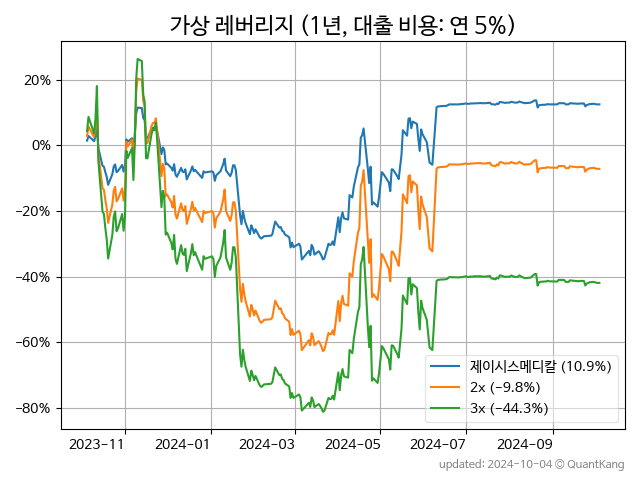 가상 레버리지 (1년, 대출 비용: 연 5%)
20%
0%
−20%
−40%
−60%
−80%
제이시스메디칼 (10.9%)
2x (−9.8%)
3x (−44.3%)
2023-11 2024-01 2024-03 2024-05 2024-07 2024-09
updated: 2024-10-04 © QuantKang